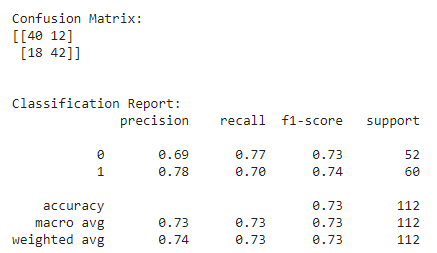 Confusion Matrix:
[[40 12]
 [18 42]]
Classification Report:
              precision    recall  f1-score   support
           0       0.69      0.77      0.73        52
           1       0.78      0.70      0.74        60
    accuracy                           0.73       112
   macro avg       0.73      0.73      0.73       112
weighted avg       0.74      0.73      0.73       112